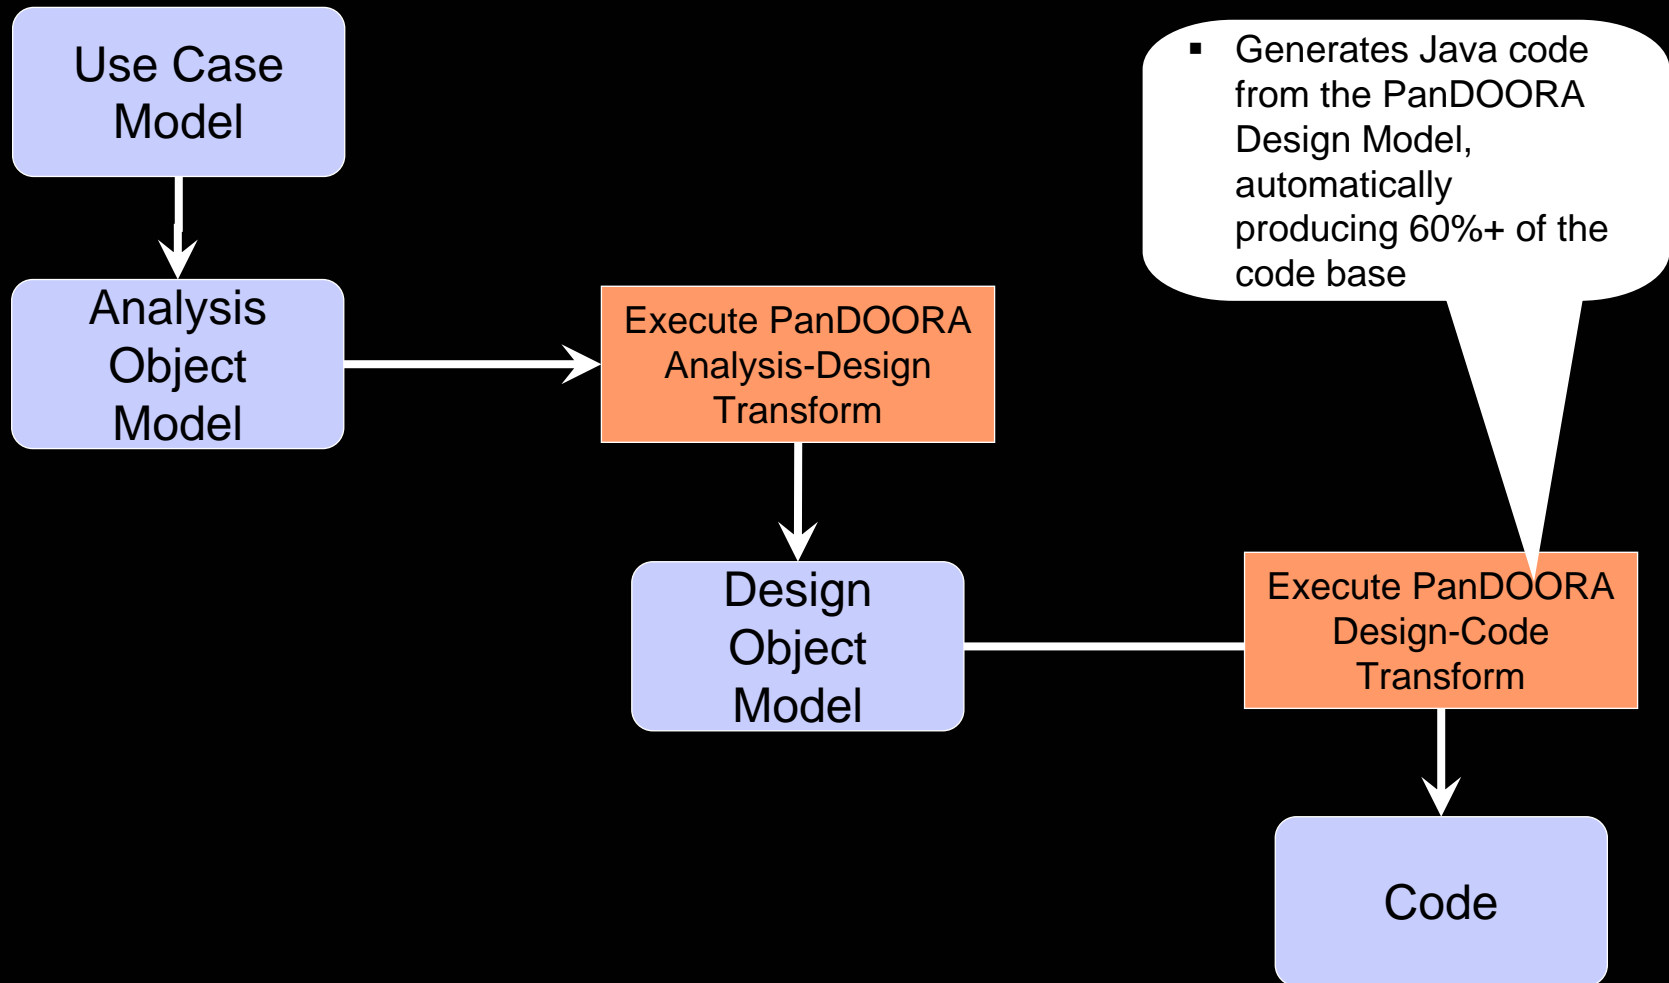 Use Case
Model
▪ Generates Java code
from the PanDOORA
Design Model,
automatically
producing 60%+ of the
code base
Analysis
Object
Model
Execute PanDOORA
Analysis-Design
Transform
Design
Object
Model
Execute PanDOORA
Design-Code
Transform
Code